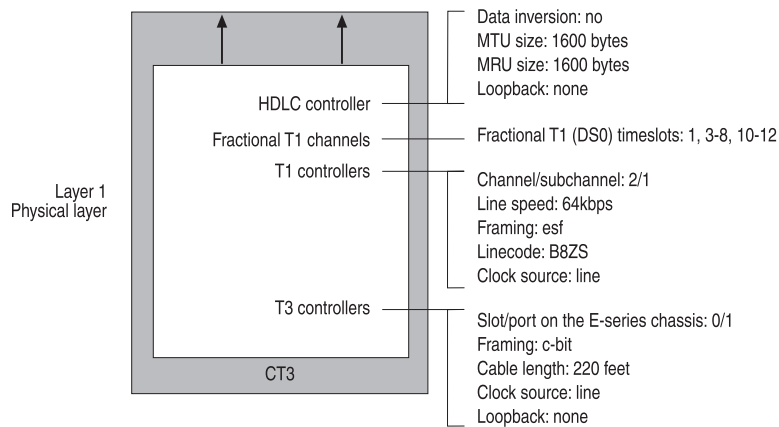 Data inversion: no
MTU size: 1600 bytes
MRU size: 1600 bytes
Loopback: none
HDLC controller
Fractional T1 channels
Fractional T1 (DS0) timeslots: 1, 3-8, 10-12
T1 controllers
Channel/subchannel: 2/1
Line speed: 64kbps
Framing: esf
Linecode: B8ZS
Clock source: line
Layer 1
Physical layer
T3 controllers
Slot/port on the E-series chassis: 0/1
Framing: c-bit
Cable length: 220 feet
Clock source: line
Loopback: none
CT3